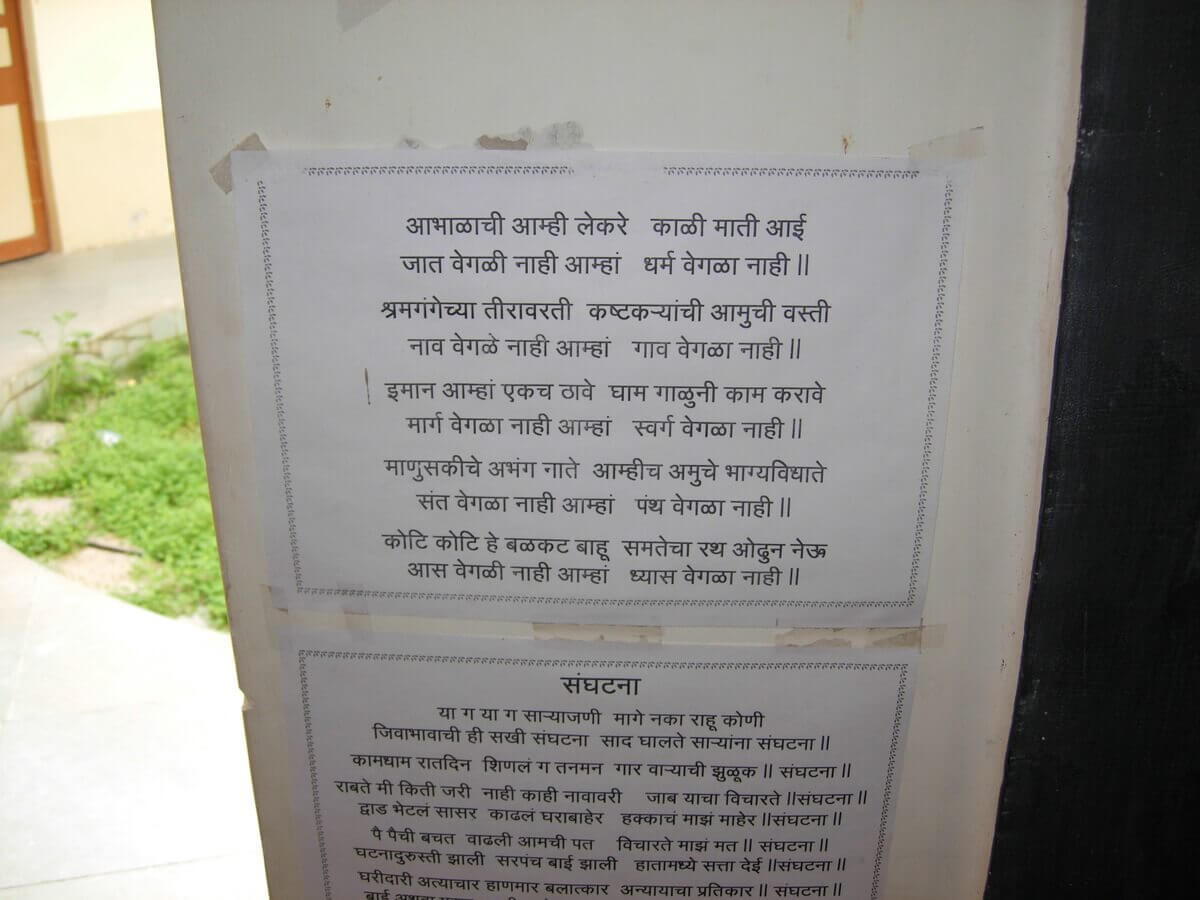 आभाळाची आम्ही लेकरे काळी माती आई
जात वेगळी नाही आम्हां धर्म वेगळा नाही ||
श्रमगंगेच्या तीरावरती कष्टकऱ्यांची आमुची वस्ती
नाव वेगळे नाही आम्हां गाव वेगळा नाही ||
इमान आम्हां एकच ठावे घाम गाळुनी काम करावे
मार्ग वेगळा नाही आम्हां स्वर्ग वेगळा नाही ||
माणुसकीचे अभंग नाते आम्हीच अमुचे भाग्यविधाते
संत वेगळा नाही आम्हां पंथ वेगळा नाही ||
कोटि कोटि हे बळकट बाहू समतेचा रथ ओढुन नेऊ
आस वेगळी नाही आम्हां ध्यास वेगळा नाही ||
संघटना
या ग या ग साऱ्याजणी मागे नका राहू कोणी
जिवाभावाची ही सखी संघटना साद घालते साऱ्यांना संघटना ||
कामधाम रातदिन शिणलं ग तनमन गार वाऱ्याची झुळूक || संघटना ||
राबते मी किती जरी नाही काही नावावरी जाब याचा विचारते ||संघटना ||
द्वाड भेटलं सासर काढलं घराबाहेर हक्काचं माझं माहेर ||संघटना ||
पै पैची बचत वाढली आमची पत विचारते माझं मत || संघटना ||
घटनादुरुस्ती झाली सरपंच बाई झाली हातामध्ये सत्ता देई ||संघटना ||
घरीदारी अत्याचार हाणमार बलात्कार अन्यायाचा प्रतिकार || संघटना ||